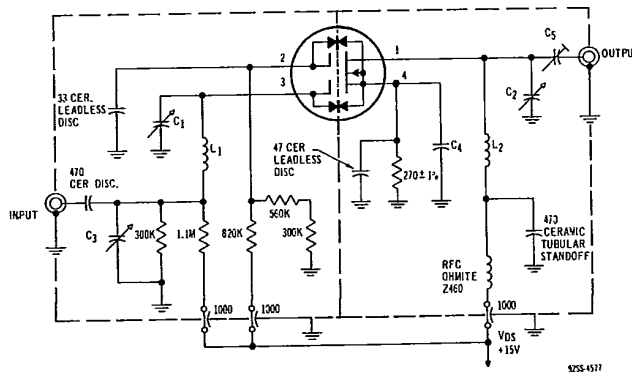 C5
OUTPUT
2
1
3
4
33 CER.
LEADLESS
DISC
C1
C2
L1
47 CER
LEADLESS
DISC
C4
L2
270 ± 1%
470
CER DISC.
INPUT
560K
C3
300K
1.1M
820K
300K
470
CERAMIC
TUBULAR
STANDOFF
RFC
OHMITE
Z460
1000
1000
1000
VDS
+15V
92SS-4577